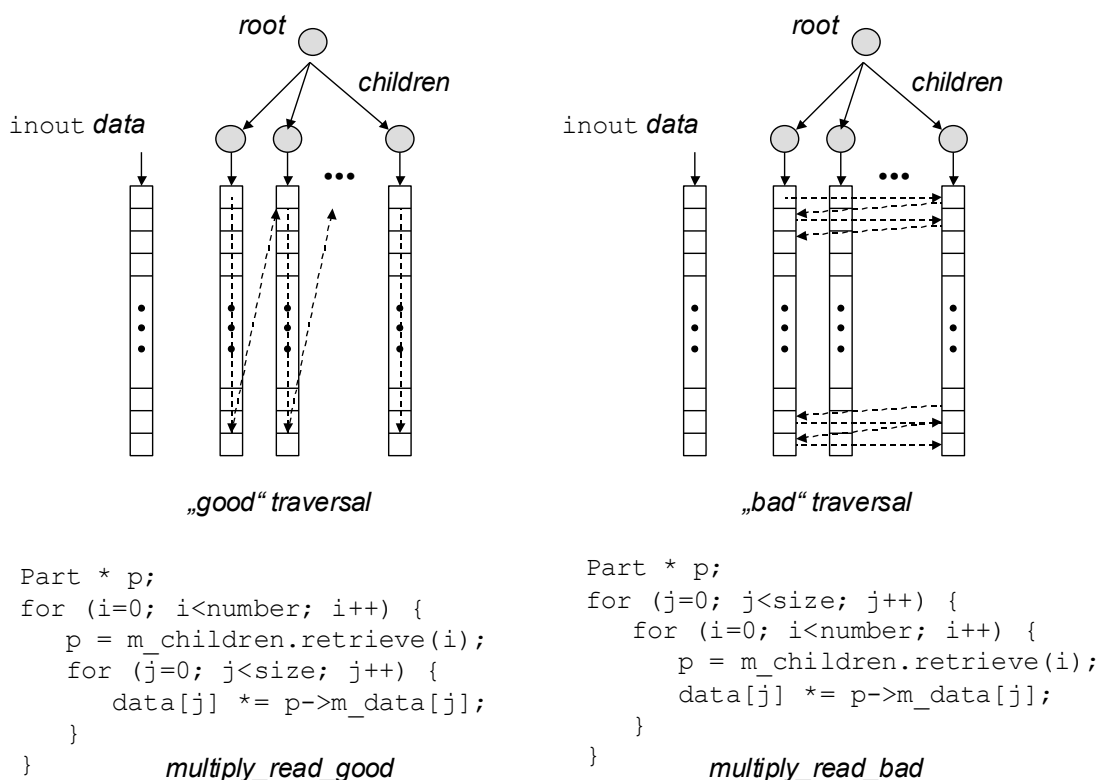 root
children
inout data
„good“ traversal
Part * p;
for (i=0; i<number; i++) {
   p = m_children.retrieve(i);
   for (j=0; j<size; j++) {
      data[j] *= p->m_data[j];
   }
}
multiply_read_good
root
children
inout data
„bad“ traversal
Part * p;
for (j=0; j<size; j++) {
   for (i=0; i<number; i++) {
      p = m_children.retrieve(i);
      data[j] *= p->m_data[j];
   }
}
multiply_read_bad